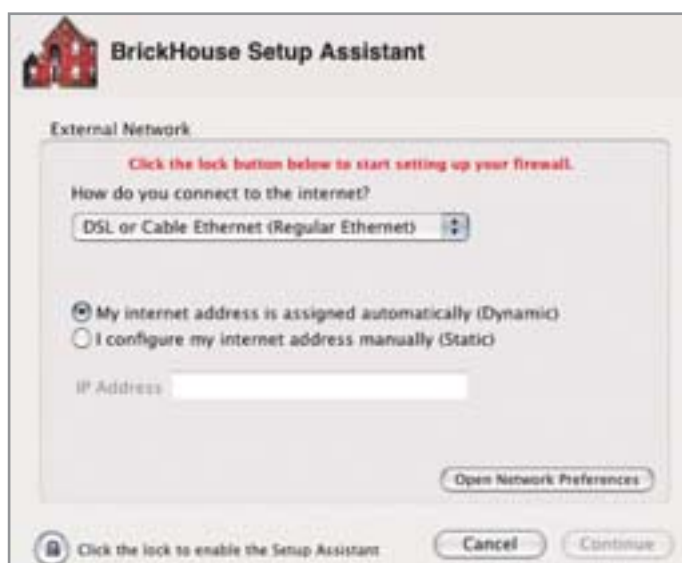 BrickHouse Setup Assistant
External Network
Click the lock button below to start setting up your firewall.
How do you connect to the internet?
DSL or Cable Ethernet (Regular Ethernet)
My internet address is assigned automatically (Dynamic)
I configure my internet address manually (Static)
IP Address
Open Network Preferences
Click the lock to enable the Setup Assistant
Cancel
Continue